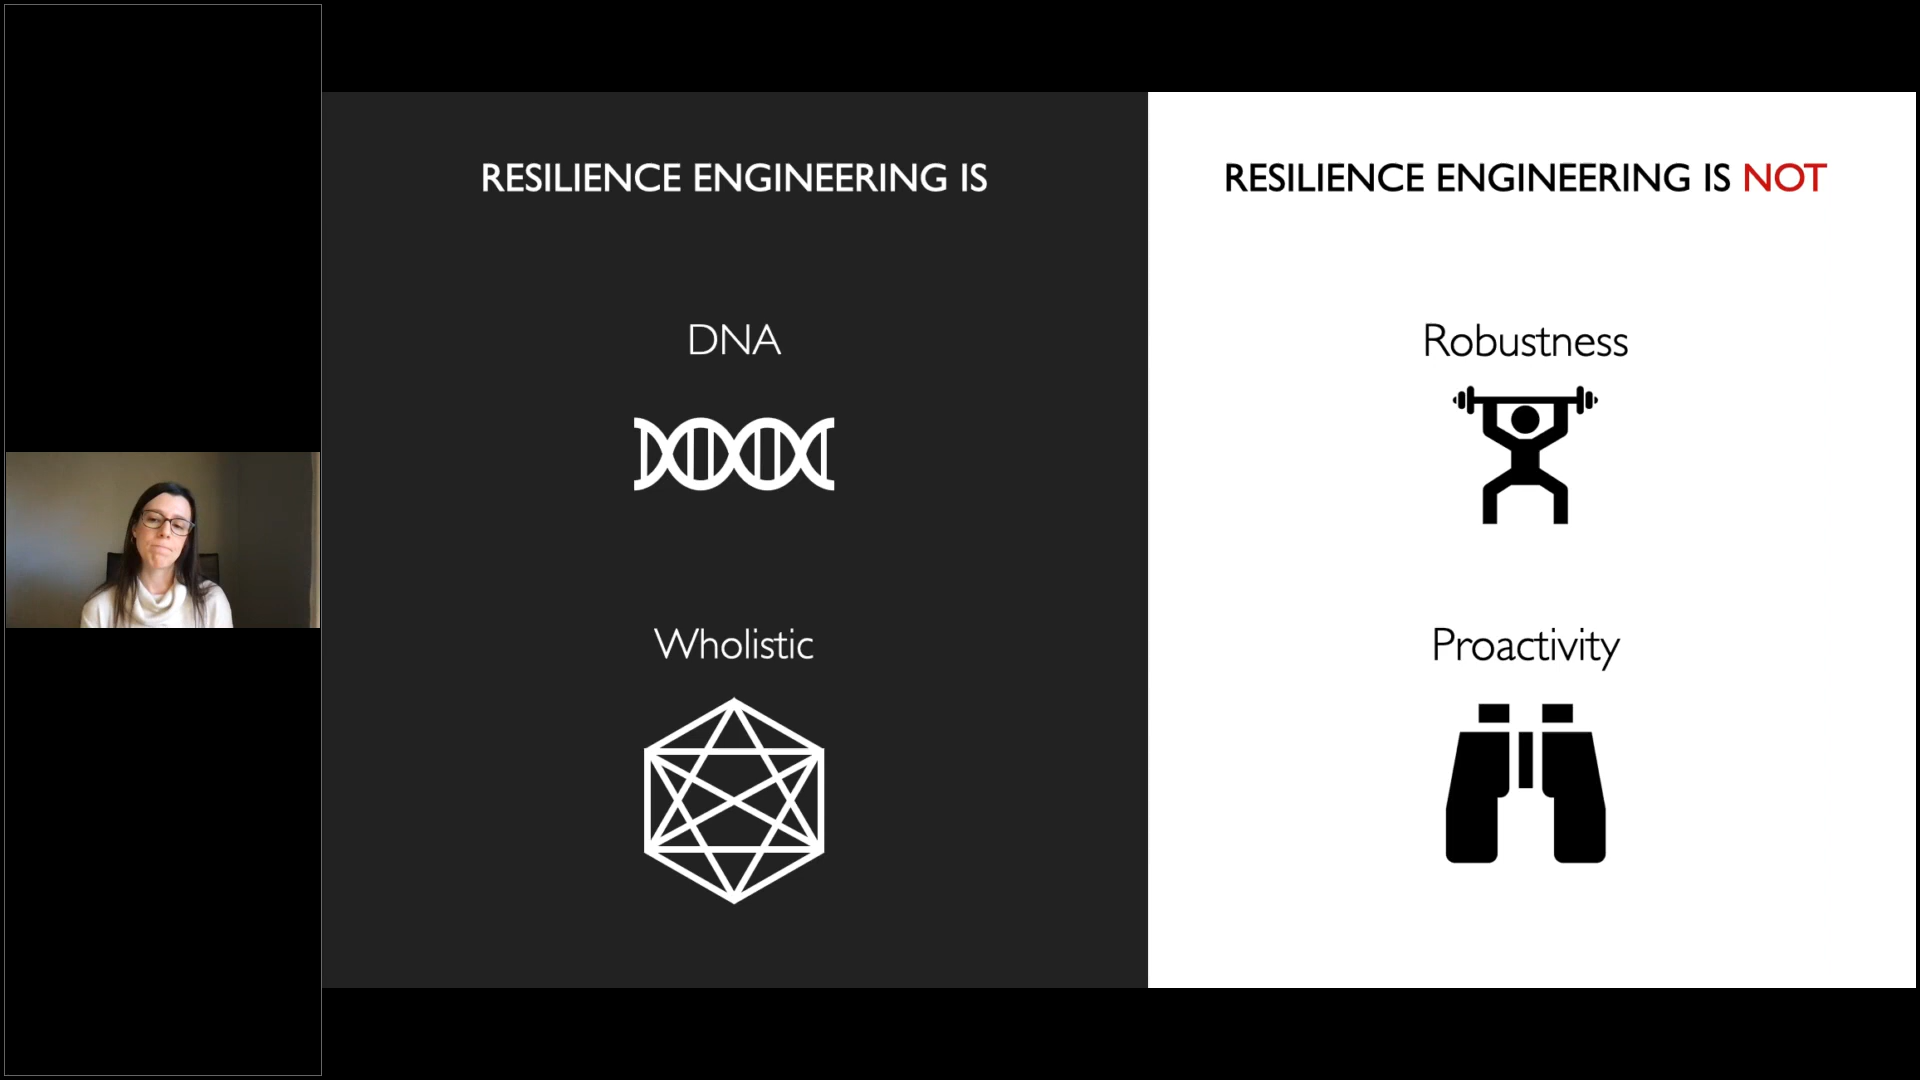 RESILIENCE ENGINEERING IS
DNA
Wholistic
RESILIENCE ENGINEERING IS NOT
Robustness
Proactivity